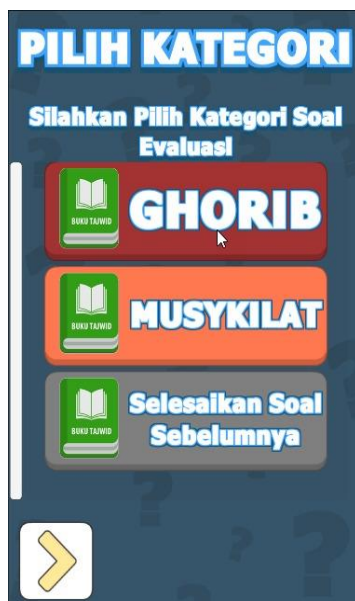 PILIH KATEGORI
Silahkan Pilih Kategori Soal
Evaluasi
BUKU TAJWID
GHORIB
BUKU TAJWID
MUSYKILAT
BUKU TAJWID
Selesaikan Soal
Sebelumnya